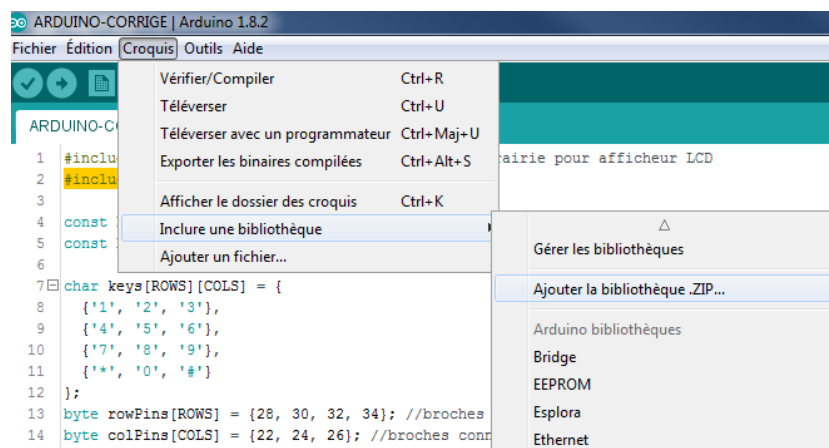 ARDUINO-CORRIGE | Arduino 1.8.2
Fichier Édition Croquis Outils Aide
Vérifier/Compiler Ctrl+R
Téléverser Ctrl+U
Téléverser avec un programmateur Ctrl+Maj+U
Exporter les binaires compilées Ctrl+Alt+S
Afficher le dossier des croquis Ctrl+K
Inclure une bibliothèque
Ajouter un fichier...
Gérer les bibliothèques
Ajouter la bibliothèque .ZIP...
Arduino bibliothèques
Bridge
EEPROM
Esplora
Ethernet
ARDUINO-C
1 #inclu airie pour afficheur LCD
2 #inclu
3
4 const
5 const
6
7 char keys[ROWS][COLS] = {
8 {'1', '2', '3'},
9 {'4', '5', '6'},
10 {'7', '8', '9'},
11 {'*', '0', '#'}
12 };
13 byte rowPins[ROWS] = {28, 30, 32, 34}; //broches
14 byte colPins[COLS] = {22, 24, 26}; //broches conn